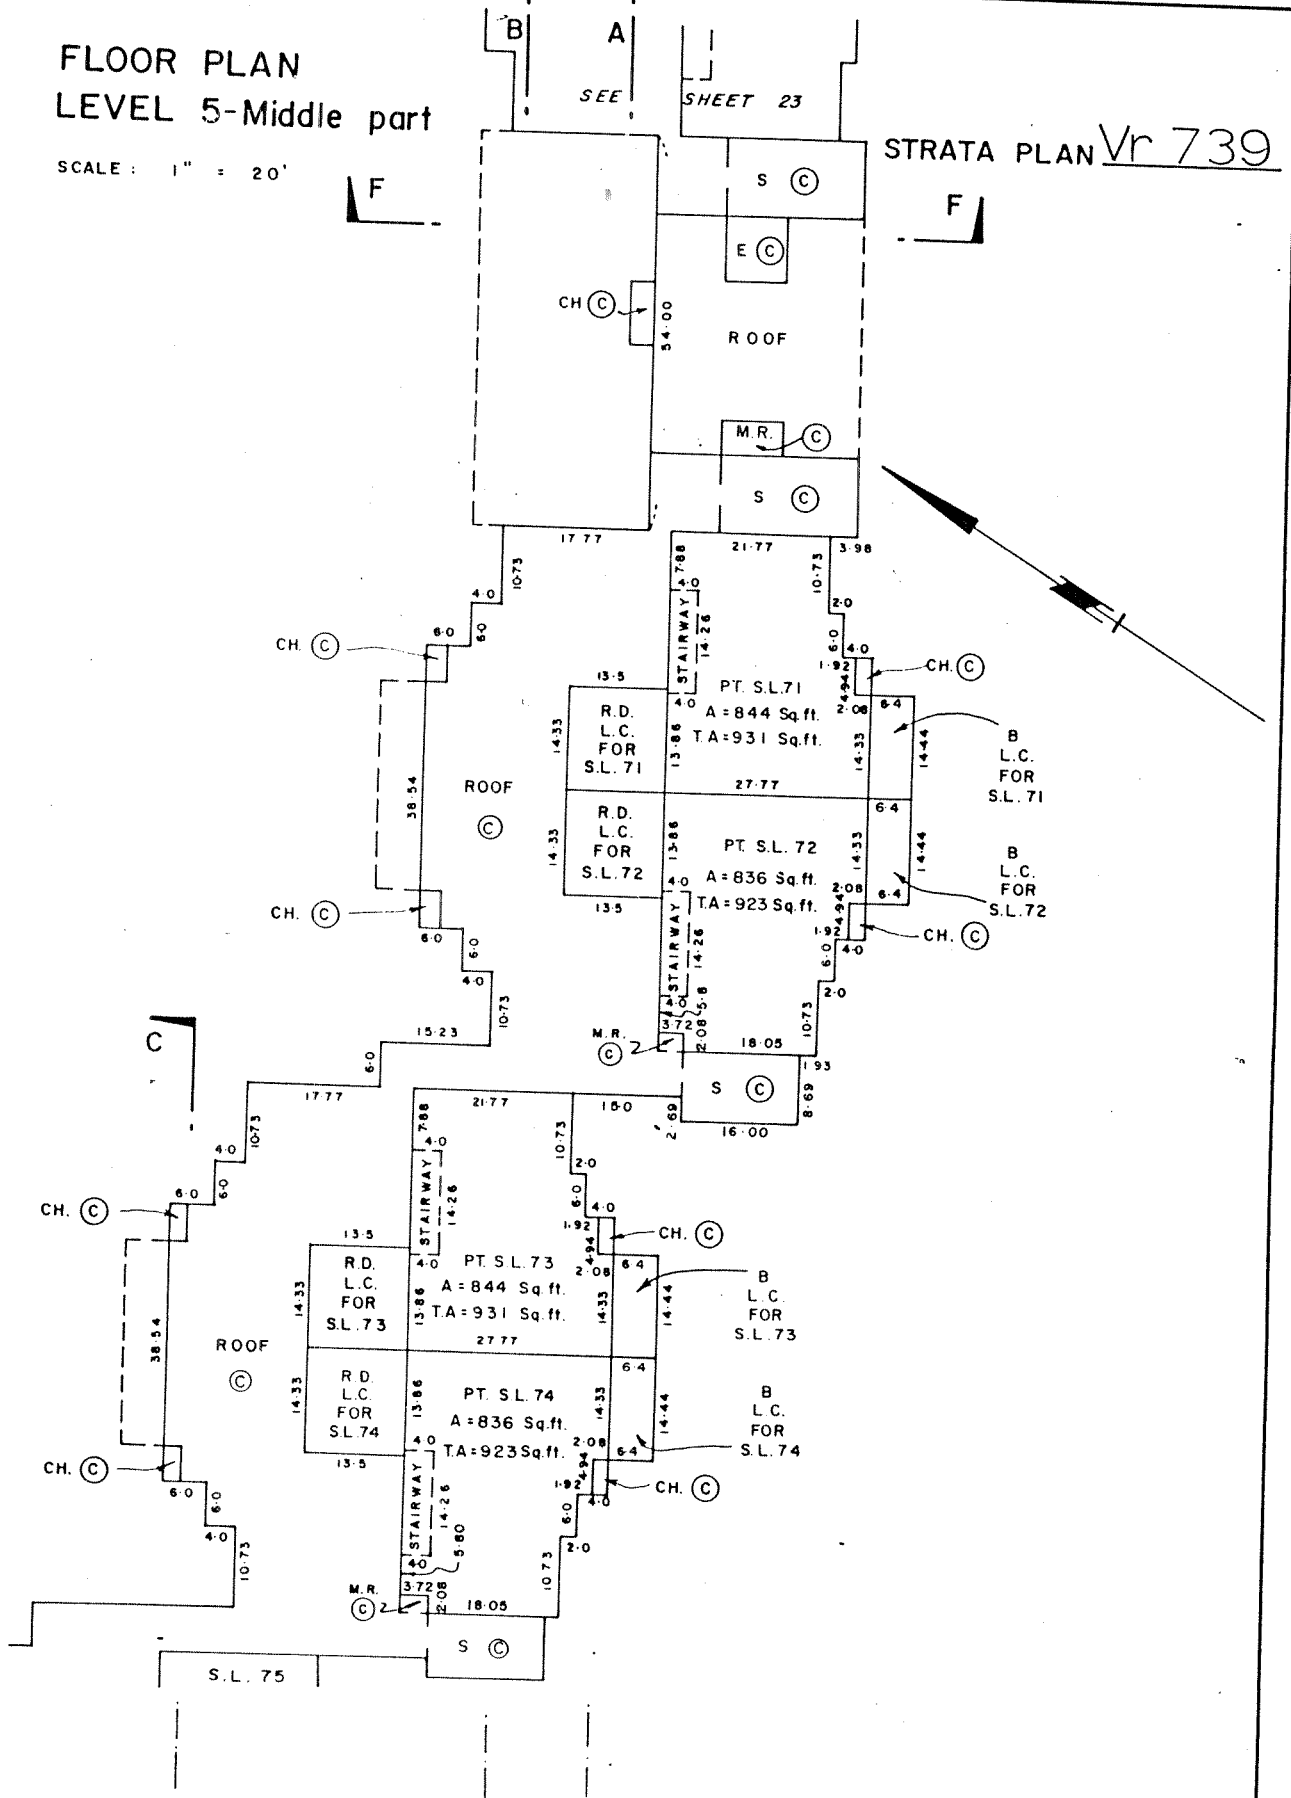 FLOOR PLAN
LEVEL 5-Middle part
SCALE : 1" = 20'
B
A
SEE SHEET 23
STRATA PLAN Vr 739
F
F
S C
E C
CH C
54·00
ROOF
M.R. C
S C
17·77
21·77
3·98
10·73
7·88
10·73
4·0
4·0
2·0
6·0
6·0
STAIRWAY
14·26
6·0
4·0
CH. C
1·92
CH. C
4·94
13·5
4·0
2·08
6·4
PT. S.L.71
A = 844 Sq.ft.
T.A = 931 Sq.ft.
R.D.
L.C.
FOR
S.L. 71
14·33
13·86
14·33
14·44
B
L.C.
FOR
S.L. 71
38·54
ROOF
C
27·77
6·4
R.D.
L.C.
FOR
S.L. 72
14·33
13·86
PT. S.L. 72
A = 836 Sq.ft.
T.A = 923 Sq.ft.
14·33
14·44
B
L.C.
FOR
S.L. 72
4·0
2·08
6·4
13·5
4·94
CH. C
1·92
CH. C
6·0
4·0
6·0
STAIRWAY
14·26
6·0
4·0
2·0
4·0
5·8
10·73
10·73
3·72
2·08
M.R.
C
15·23
18·05
1·93
6·0
C
S C
8·69
17·77
21·77
15·0
2·69
16·00
10·73
7·88
10·73
4·0
4·0
2·0
6·0
6·0
STAIRWAY
14·26
6·0
4·0
CH. C
1·92
CH. C
4·94
13·5
4·0
2·08
6·4
PT. S.L. 73
A = 844 Sq.ft.
T.A = 931 Sq.ft.
R.D.
L.C.
FOR
S.L. 73
14·33
13·86
14·33
14·44
B
L.C.
FOR
S.L. 73
38·54
ROOF
C
27·77
6·4
R.D.
L.C.
FOR
S.L. 74
14·33
13·86
PT. S.L. 74
A = 836 Sq.ft.
T.A = 923 Sq.ft.
14·33
14·44
B
L.C.
FOR
S.L. 74
4·0
2·08
6·4
13·5
4·94
CH. C
1·92
CH. C
6·0
4·0
6·0
STAIRWAY
14·26
6·0
4·0
2·0
4·0
5·80
10·73
10·73
3·72
2·08
M.R.
C
18·05
S C
S.L. 75